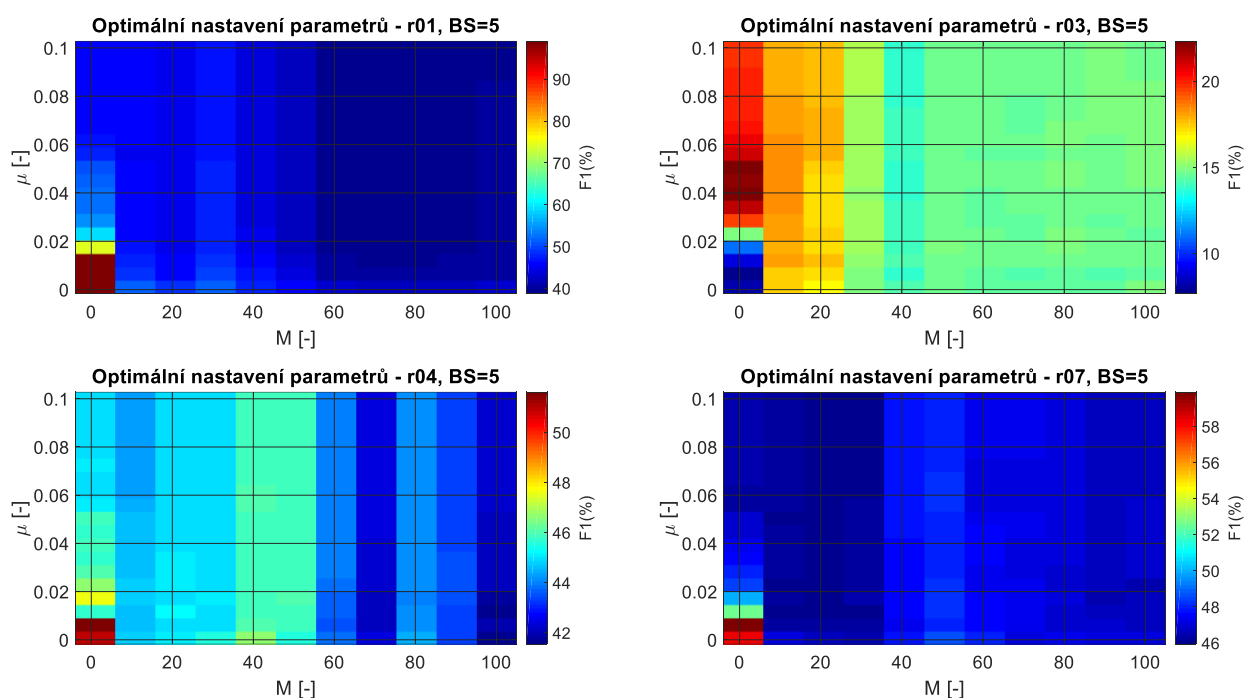 Optimální nastavení parametrů - r01, BS=5
0.1
0.08
0.06
0.04
0.02
0
μ [-]
0 20 40 60 80 100
M [-]
90
80
70
60
50
40
F1(%)
Optimální nastavení parametrů - r03, BS=5
0.1
0.08
0.06
0.04
0.02
0
μ [-]
0 20 40 60 80 100
M [-]
20
15
10
F1(%)
Optimální nastavení parametrů - r04, BS=5
0.1
0.08
0.06
0.04
0.02
0
μ [-]
0 20 40 60 80 100
M [-]
50
48
46
44
42
F1(%)
Optimální nastavení parametrů - r07, BS=5
0.1
0.08
0.06
0.04
0.02
0
μ [-]
0 20 40 60 80 100
M [-]
58
56
54
52
50
48
46
F1(%)